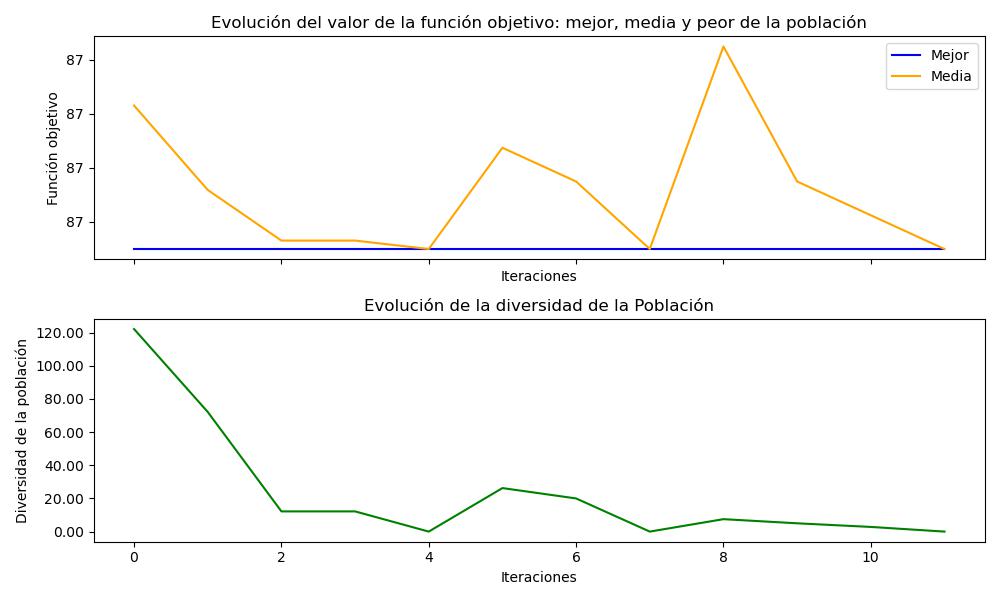 Evolución del valor de la función objetivo: mejor, media y peor de la población
87
87
87
87
Función objetivo
Mejor
Media
Iteraciones
Evolución de la diversidad de la Población
120.00
100.00
80.00
60.00
40.00
20.00
0.00
Diversidad de la población
0 2 4 6 8 10
Iteraciones